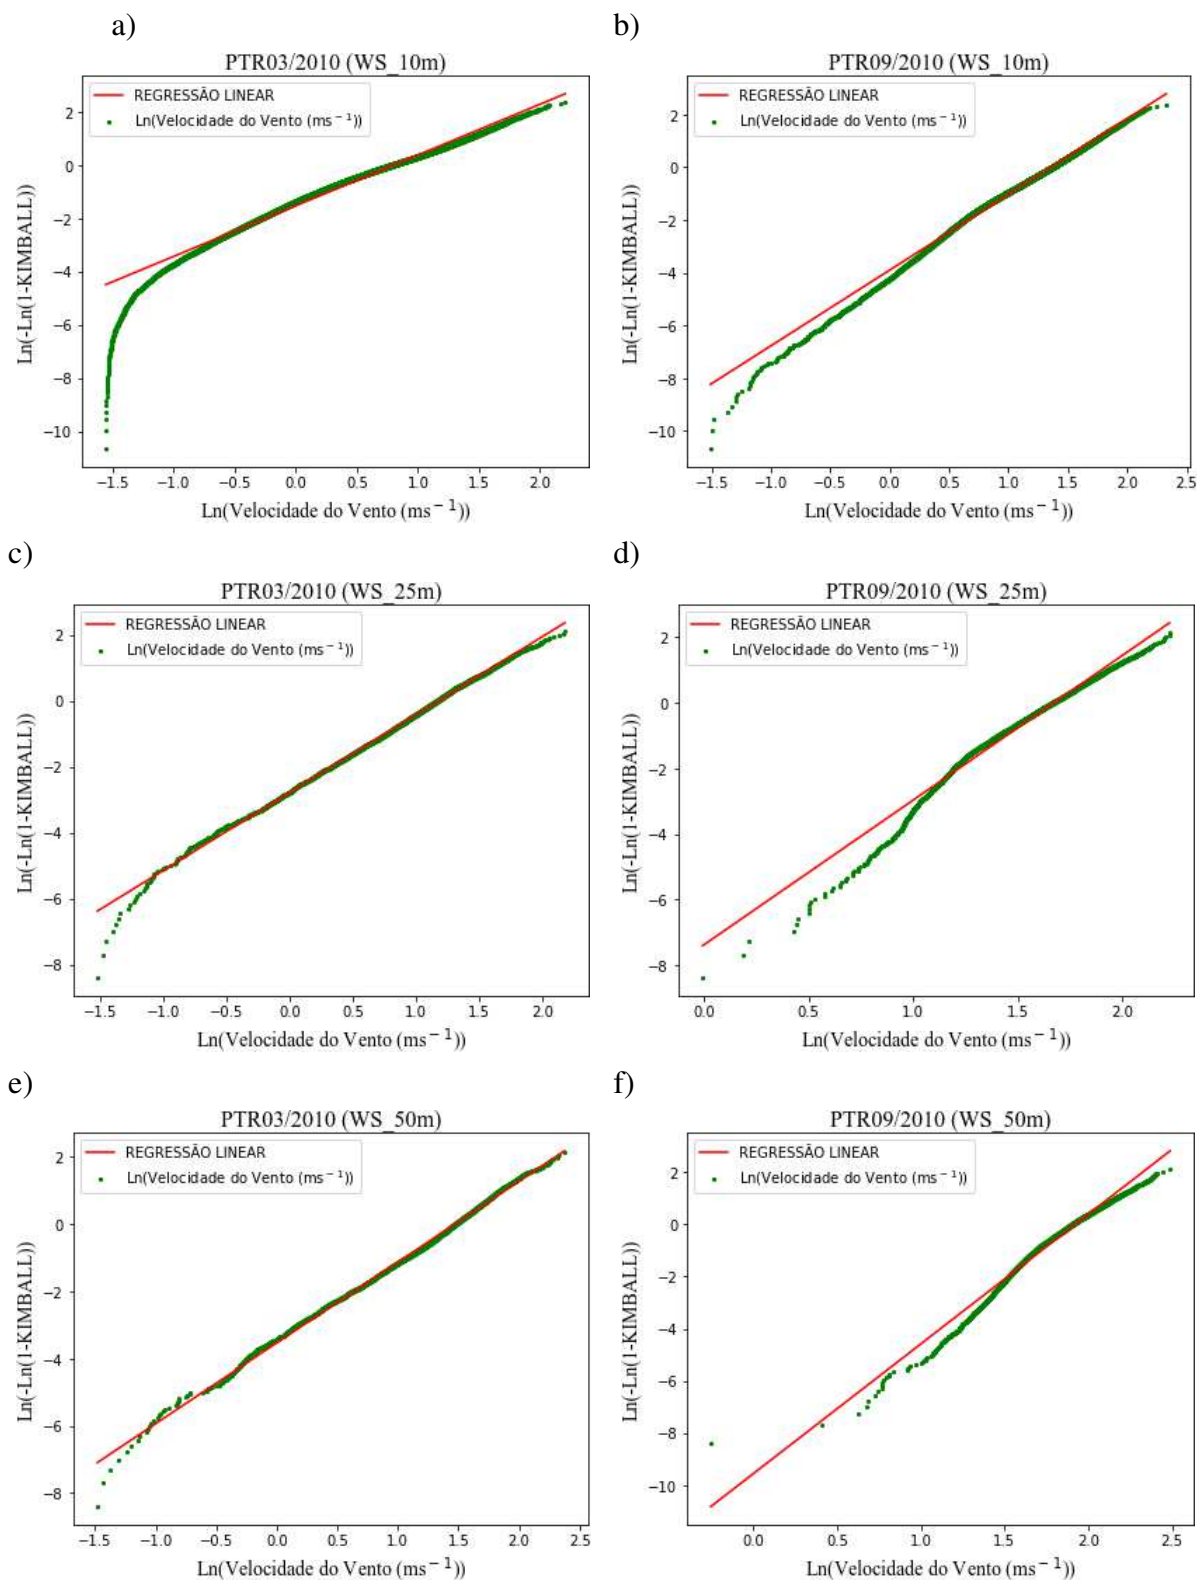 a)
PTR03/2010 (WS_10m)
REGRESSÃO LINEAR
Ln(Velocidade do Vento (ms⁻¹))
Ln(-Ln(1-KIMBALL))
2
0
−2
−4
−6
−8
−10
−1.5 −1.0 −0.5 0.0 0.5 1.0 1.5 2.0
Ln(Velocidade do Vento (ms⁻¹))
b)
PTR09/2010 (WS_10m)
REGRESSÃO LINEAR
Ln(Velocidade do Vento (ms⁻¹))
Ln(-Ln(1-KIMBALL))
2
0
−2
−4
−6
−8
−10
−1.5 −1.0 −0.5 0.0 0.5 1.0 1.5 2.0 2.5
Ln(Velocidade do Vento (ms⁻¹))
c)
PTR03/2010 (WS_25m)
REGRESSÃO LINEAR
Ln(Velocidade do Vento (ms⁻¹))
Ln(-Ln(1-KIMBALL))
2
0
−2
−4
−6
−8
−1.5 −1.0 −0.5 0.0 0.5 1.0 1.5 2.0
Ln(Velocidade do Vento (ms⁻¹))
d)
PTR09/2010 (WS_25m)
REGRESSÃO LINEAR
Ln(Velocidade do Vento (ms⁻¹))
Ln(-Ln(1-KIMBALL))
2
0
−2
−4
−6
−8
0.0 0.5 1.0 1.5 2.0
Ln(Velocidade do Vento (ms⁻¹))
e)
PTR03/2010 (WS_50m)
REGRESSÃO LINEAR
Ln(Velocidade do Vento (ms⁻¹))
Ln(-Ln(1-KIMBALL))
2
0
−2
−4
−6
−8
−1.5 −1.0 −0.5 0.0 0.5 1.0 1.5 2.0 2.5
Ln(Velocidade do Vento (ms⁻¹))
f)
PTR09/2010 (WS_50m)
REGRESSÃO LINEAR
Ln(Velocidade do Vento (ms⁻¹))
Ln(-Ln(1-KIMBALL))
2
0
−2
−4
−6
−8
−10
0.0 0.5 1.0 1.5 2.0 2.5
Ln(Velocidade do Vento (ms⁻¹))